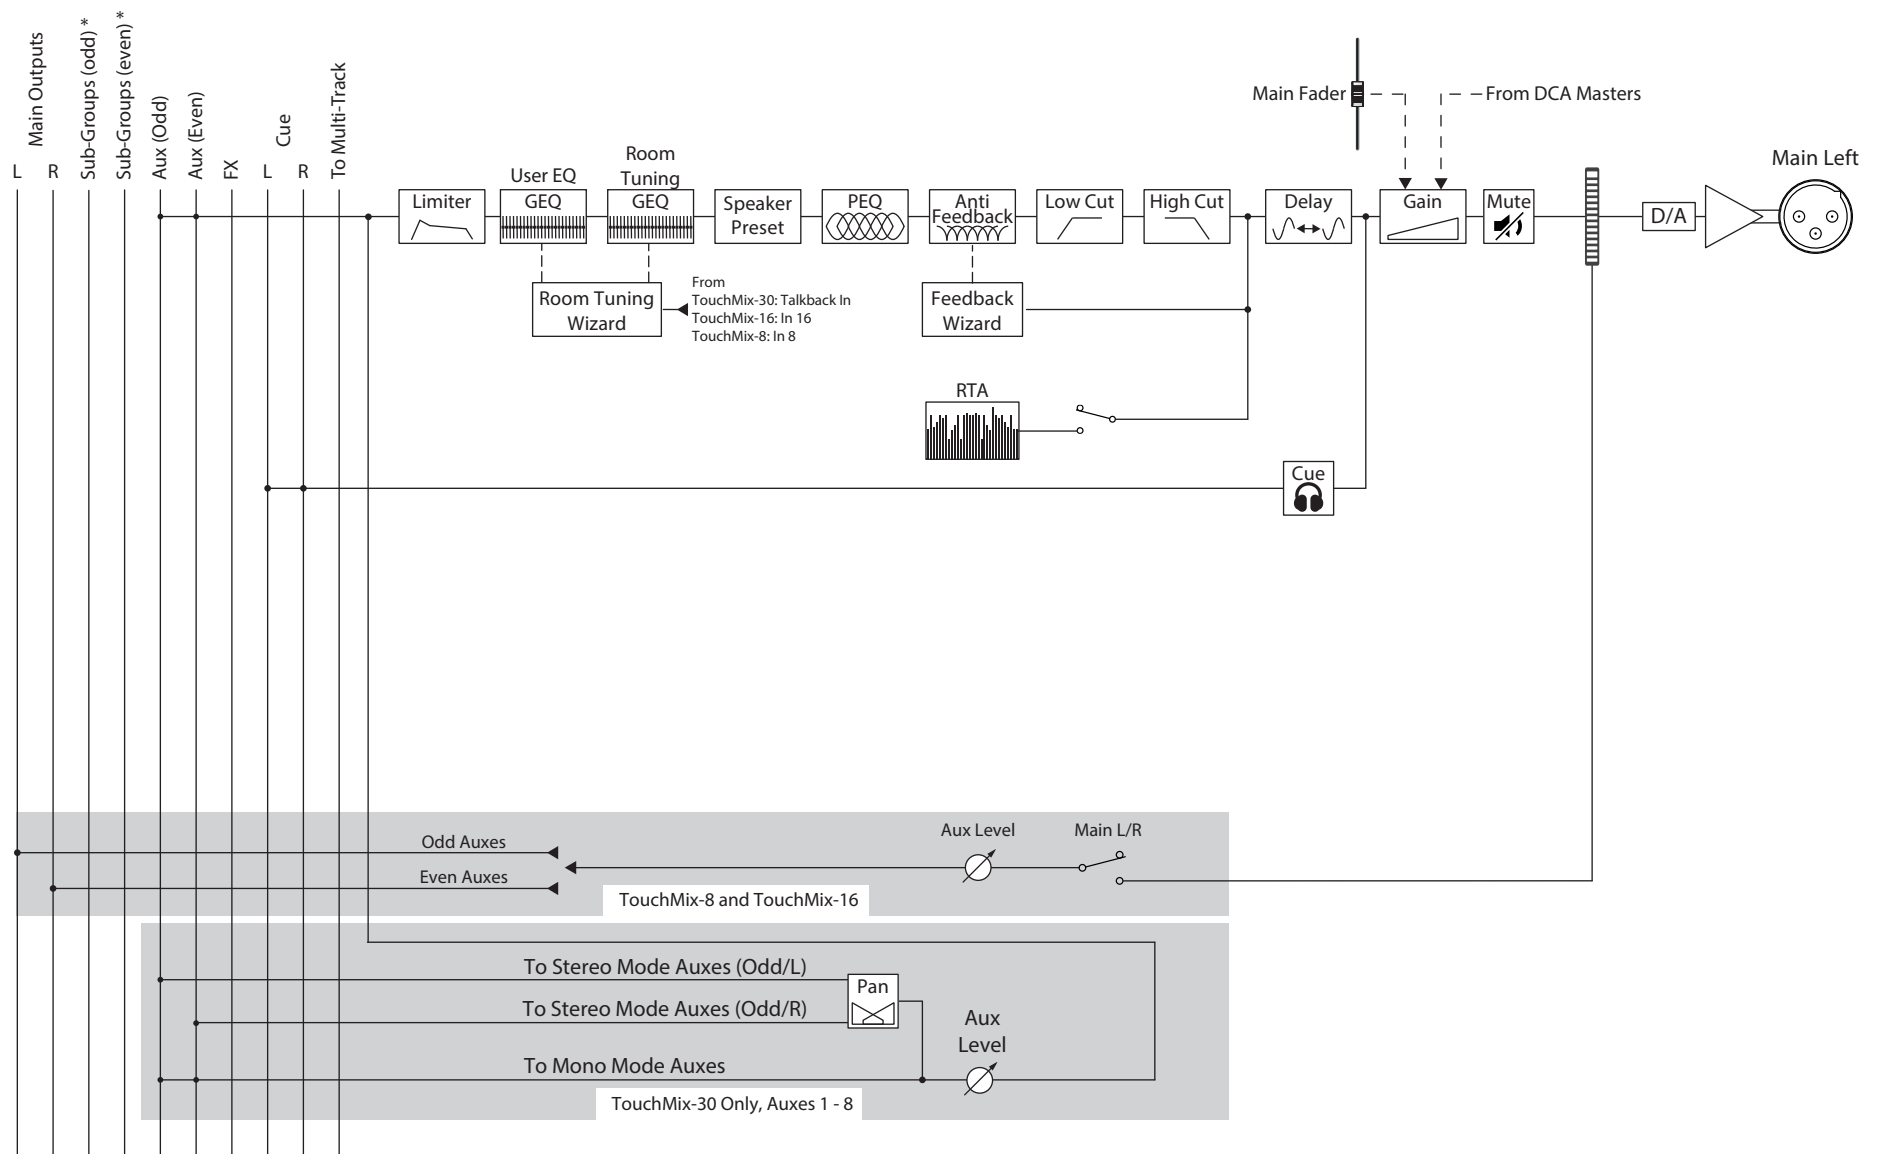 Main Outputs
L
R
Sub-Groups (odd) *
Sub-Groups (even) *
Aux (Odd)
Aux (Even)
FX
Cue
L
R
To Multi-Track
Main Fader
From DCA Masters
Main Left
Limiter
User EQ
GEQ
Room
Tuning
GEQ
Speaker
Preset
PEQ
Anti
Feedback
Low Cut
High Cut
Delay
Gain
Mute
D/A
Room Tuning
Wizard
From
TouchMix-30: Talkback In
TouchMix-16: In 16
TouchMix-8: In 8
Feedback
Wizard
RTA
Cue
Odd Auxes
Even Auxes
Aux Level
Main L/R
TouchMix-8 and TouchMix-16
To Stereo Mode Auxes (Odd/L)
To Stereo Mode Auxes (Odd/R)
Pan
Aux
Level
To Mono Mode Auxes
TouchMix-30 Only, Auxes 1 - 8